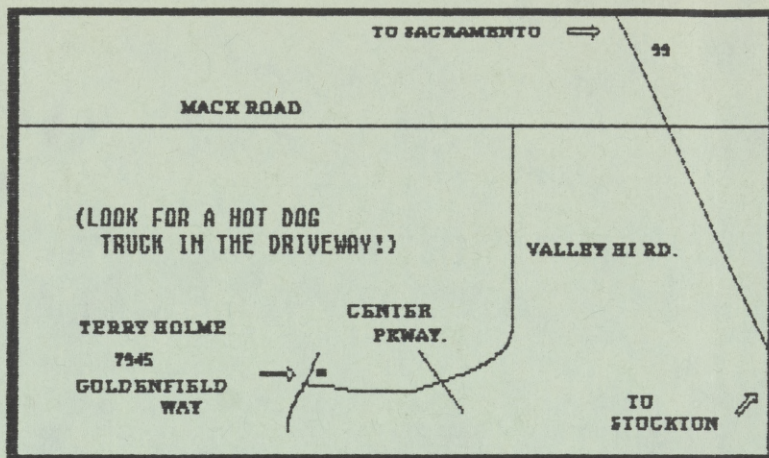 TO SACRAMENTO
99
MACK ROAD
(LOOK FOR A HOT DOG
TRUCK IN THE DRIVEWAY!)
VALLEY HI RD.
CENTER
PKWAY.
TERRY HOLME
7945
GOLDENFIELD
WAY
TO
STOCKTON